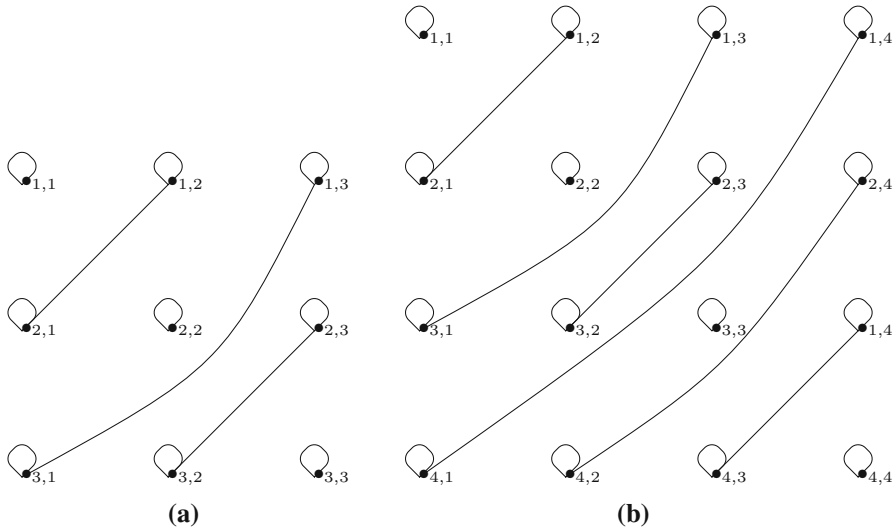 1,1 1,2 1,3 1,4
1,1 1,2 1,3 2,1 2,2 2,3 2,4
2,1 2,2 2,3 3,1 3,2 3,3 1,4
3,1 3,2 3,3 4,1 4,2 4,3 4,4
(a) (b)